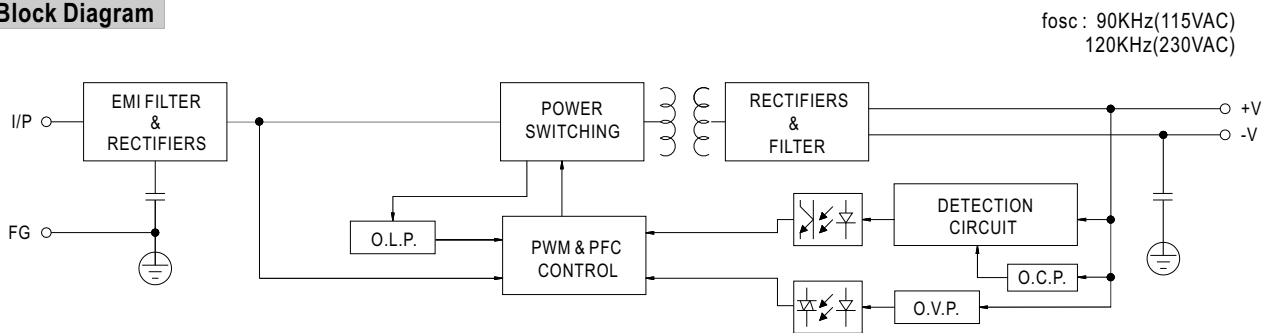 Block Diagram
fosc : 90KHz(115VAC)
120KHz(230VAC)
I/P
EMI FILTER
&
RECTIFIERS
POWER
SWITCHING
RECTIFIERS
&
FILTER
+V
-V
FG
O.L.P.
PWM & PFC
CONTROL
DETECTION
CIRCUIT
O.C.P.
O.V.P.